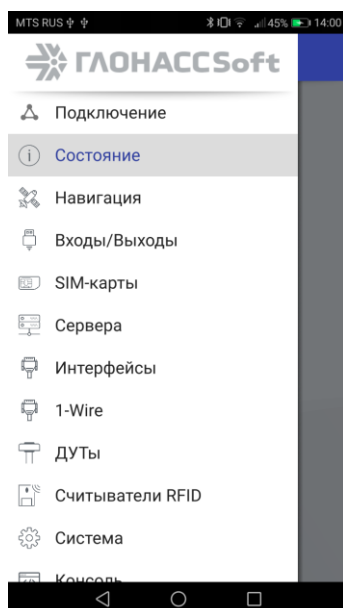 MTS RUS 45% 14:00
ГЛОНАССSoft
Подключение
Состояние
Навигация
Входы/Выходы
SIM-карты
Сервера
Интерфейсы
1-Wire
ДУТы
Считыватели RFID
Система
Консоль